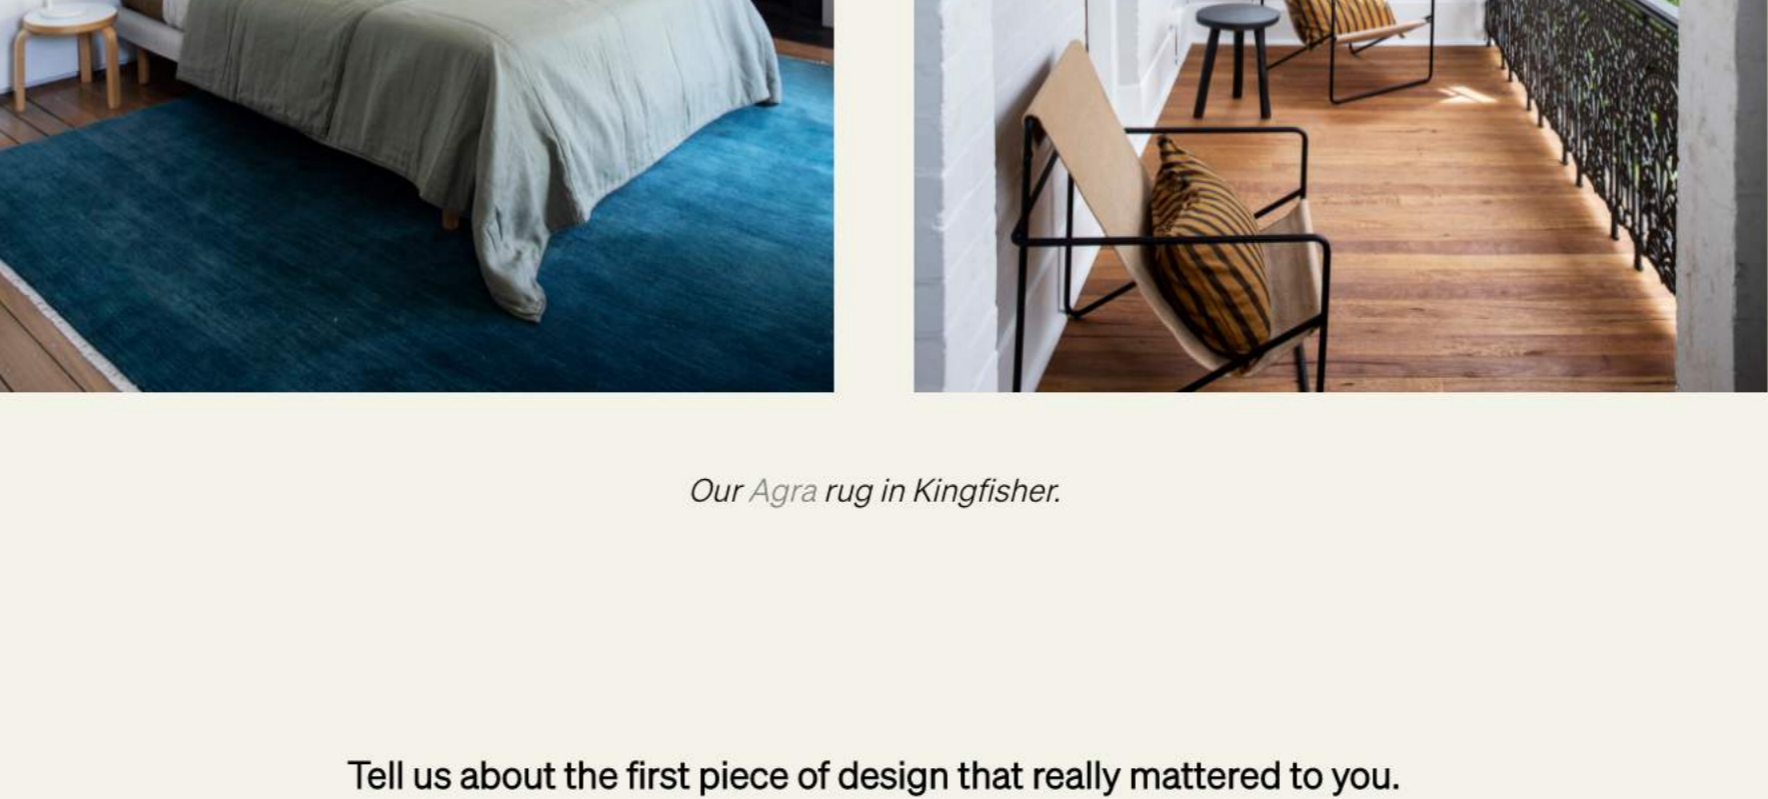 Our Agra rug in Kingfisher.
Tell us about the first piece of design that really mattered to you.